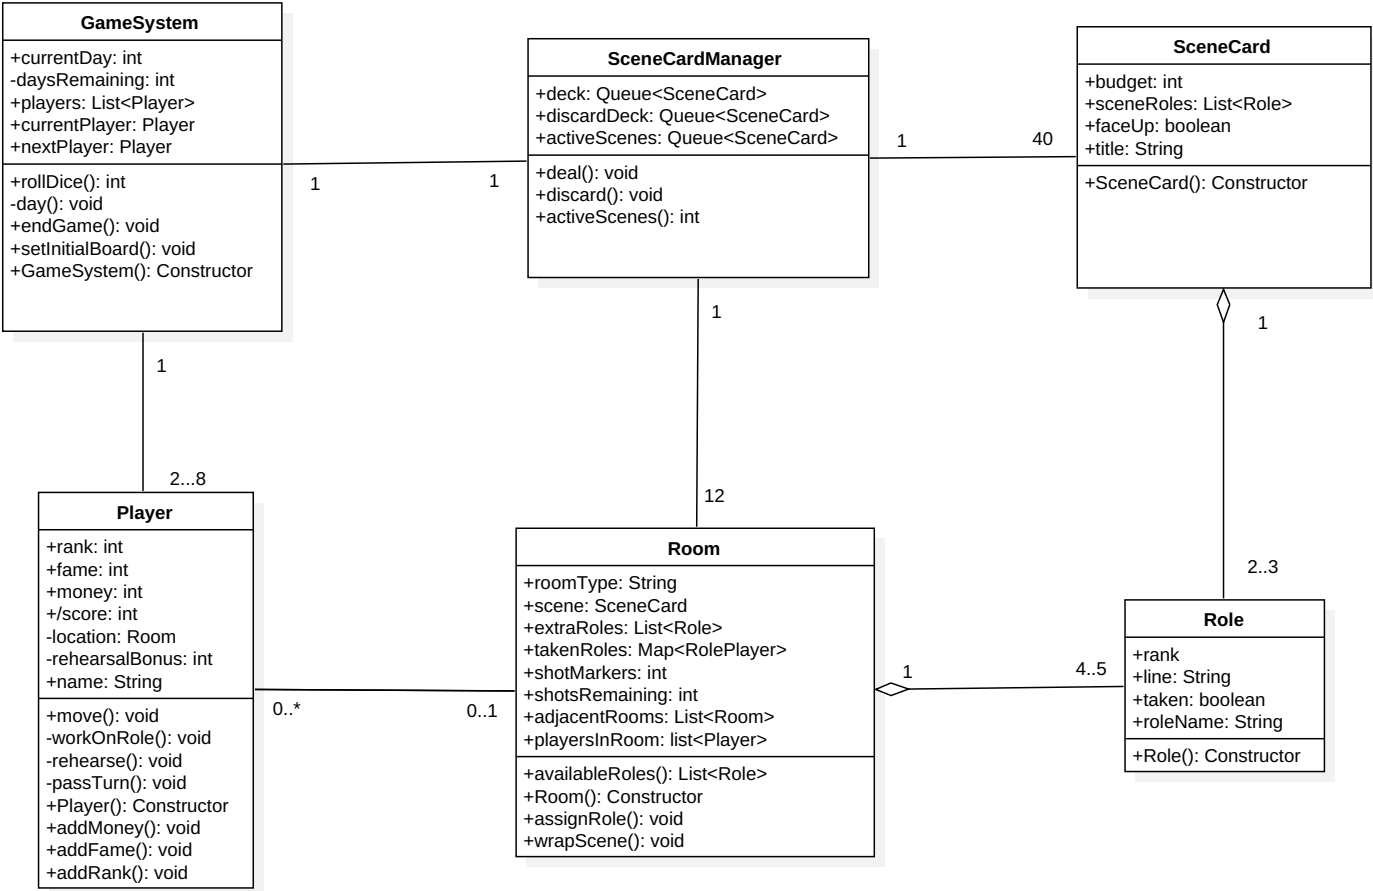 GameSystem
+currentDay: int
-daysRemaining: int
+players: List<Player>
+currentPlayer: Player
+nextPlayer: Player
+rollDice(): int
-day(): void
+endGame(): void
+setInitialBoard(): void
+GameSystem(): Constructor
SceneCardManager
+deck: Queue<SceneCard>
+discardDeck: Queue<SceneCard>
+activeScenes: Queue<SceneCard>
+deal(): void
+discard(): void
+activeScenes(): int
SceneCard
+budget: int
+sceneRoles: List<Role>
+faceUp: boolean
+title: String
+SceneCard(): Constructor
1
1
1
40
1
2...8
1
12
1
2..3
Player
+rank: int
+fame: int
+money: int
+/score: int
-location: Room
-rehearsalBonus: int
+name: String
+move(): void
-workOnRole(): void
-rehearse(): void
-passTurn(): void
+Player(): Constructor
+addMoney(): void
+addFame(): void
+addRank(): void
0..*
0..1
Room
+roomType: String
+scene: SceneCard
+extraRoles: List<Role>
+takenRoles: Map<RolePlayer>
+shotMarkers: int
+shotsRemaining: int
+adjacentRooms: List<Room>
+playersInRoom: list<Player>
+availableRoles(): List<Role>
+Room(): Constructor
+assignRole(): void
+wrapScene(): void
1
4..5
Role
+rank
+line: String
+taken: boolean
+roleName: String
+Role(): Constructor